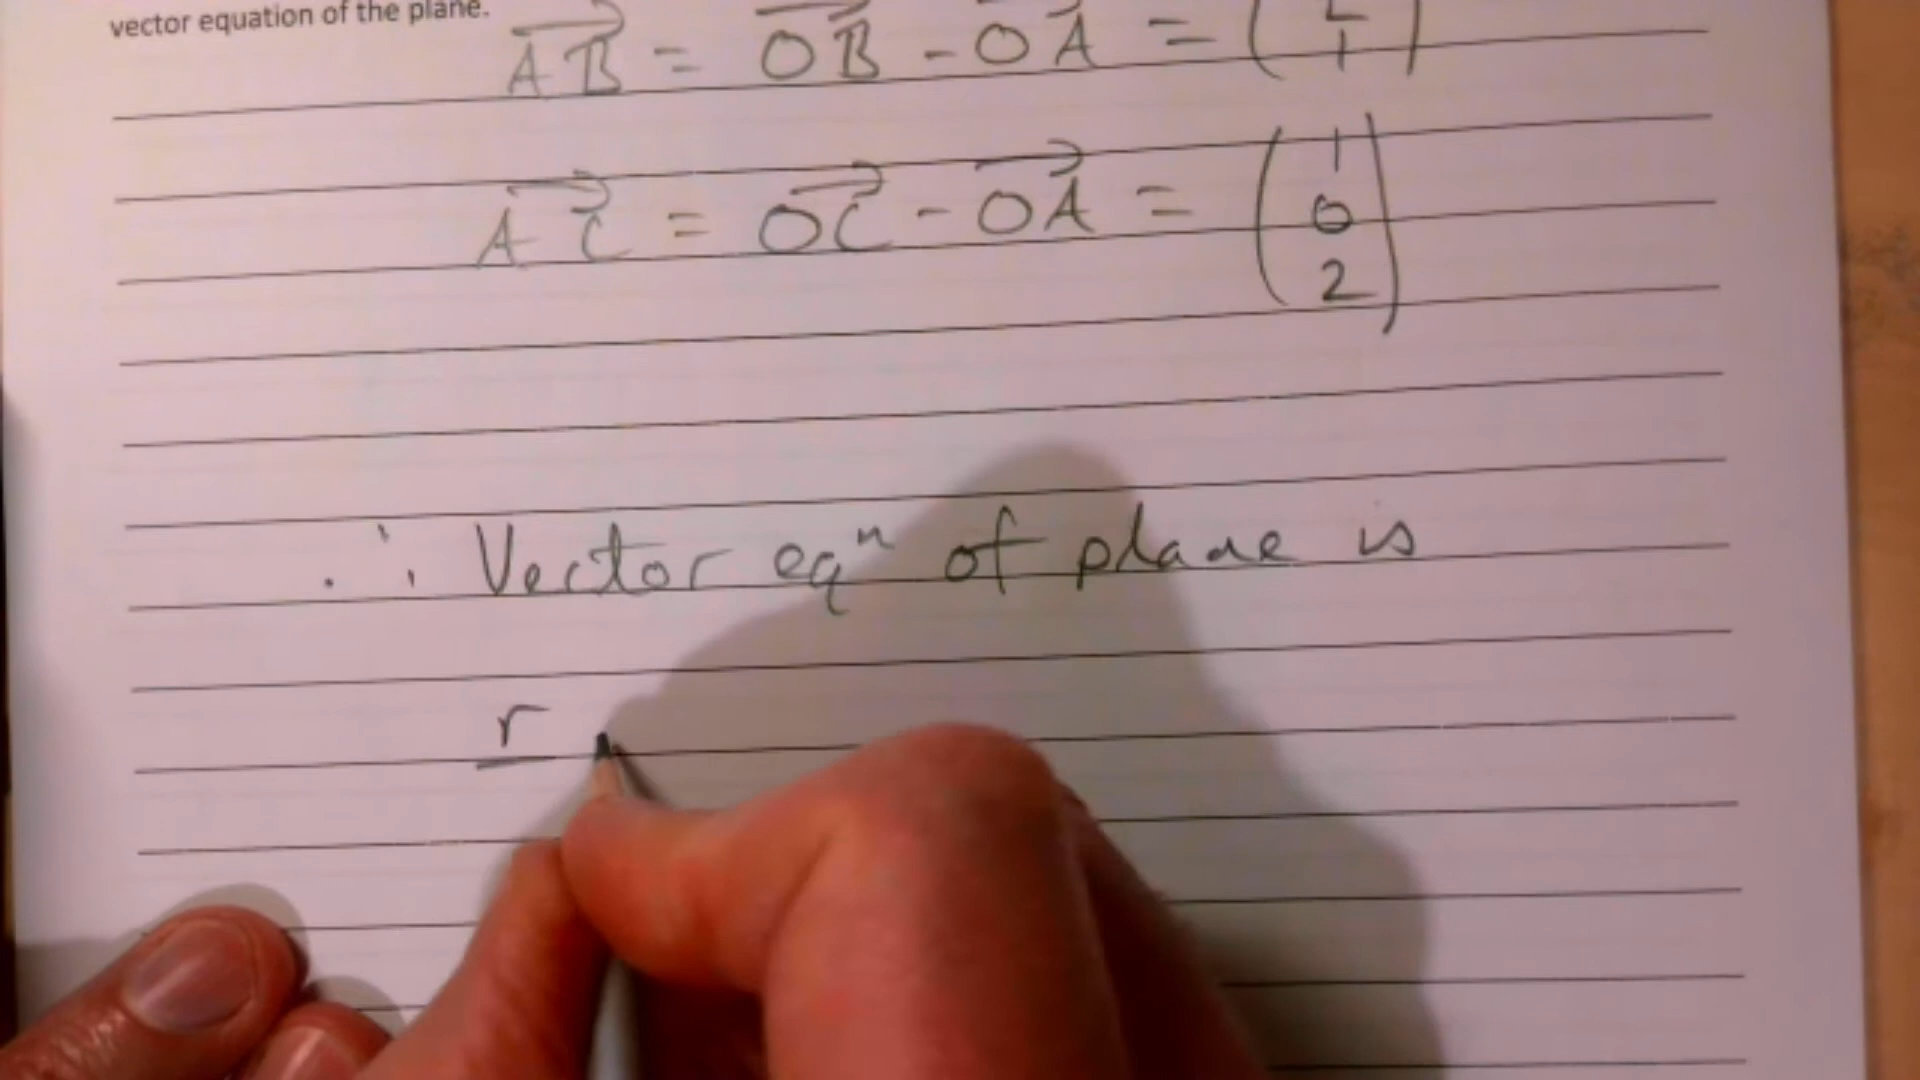 vector equation of the plane.
AB = OB - OA = ( 1 )
AC = OC - OA = ( 1 0 2 )
∴ Vector eqⁿ of plane is
r